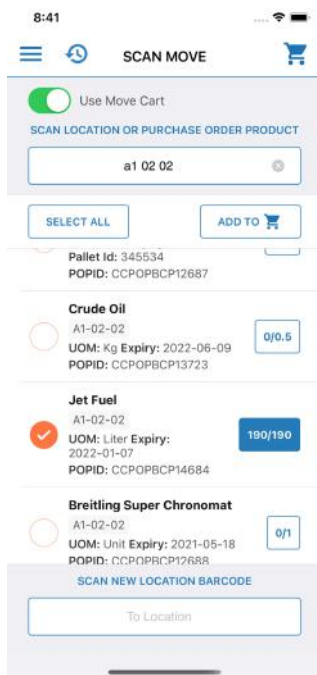 8:41
SCAN MOVE
Use Move Cart
SCAN LOCATION OR PURCHASE ORDER PRODUCT
a1 02 02
SELECT ALL
ADD TO
Pallet Id: 345534
POPID: CCPOPBCP12687
Crude Oil
A1-02-02
0/0.5
UOM: Kg Expiry: 2022-06-09
POPID: CCPOPBCP13723
Jet Fuel
A1-02-02
UOM: Liter Expiry:
190/190
2022-01-07
POPID: CCPOPBCP14684
Breitling Super Chronomat
A1-02-02
0/1
UOM: Unit Expiry: 2021-05-18
POPID: CCPOPBCP12688
SCAN NEW LOCATION BARCODE
To Location